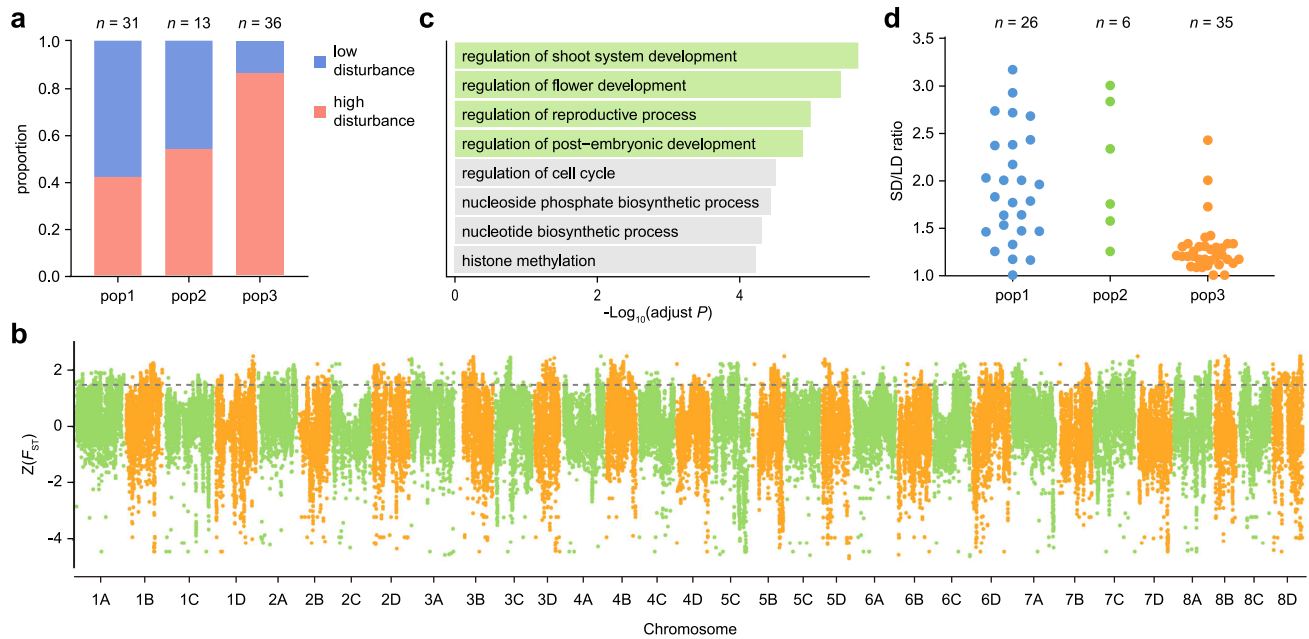 a
n = 31 n = 13 n = 36
1.0
0.8
0.6
0.4
0.2
0.0
proportion
pop1 pop2 pop3
low
disturbance
high
disturbance
c
regulation of shoot system development
regulation of flower development
regulation of reproductive process
regulation of post−embryonic development
regulation of cell cycle
nucleoside phosphate biosynthetic process
nucleotide biosynthetic process
histone methylation
0 2 4
-Log10(adjust P)
d
n = 26 n = 6 n = 35
3.5
3.0
2.5
2.0
1.5
1.0
SD/LD ratio
pop1 pop2 pop3
b
2
0
-2
-4
Z(FST)
1A 1B 1C 1D 2A 2B 2C 2D 3A 3B 3C 3D 4A 4B 4C 4D 5C 5B 5C 5D 6A 6B 6C 6D 7A 7B 7C 7D 8A 8B 8C 8D
Chromosome